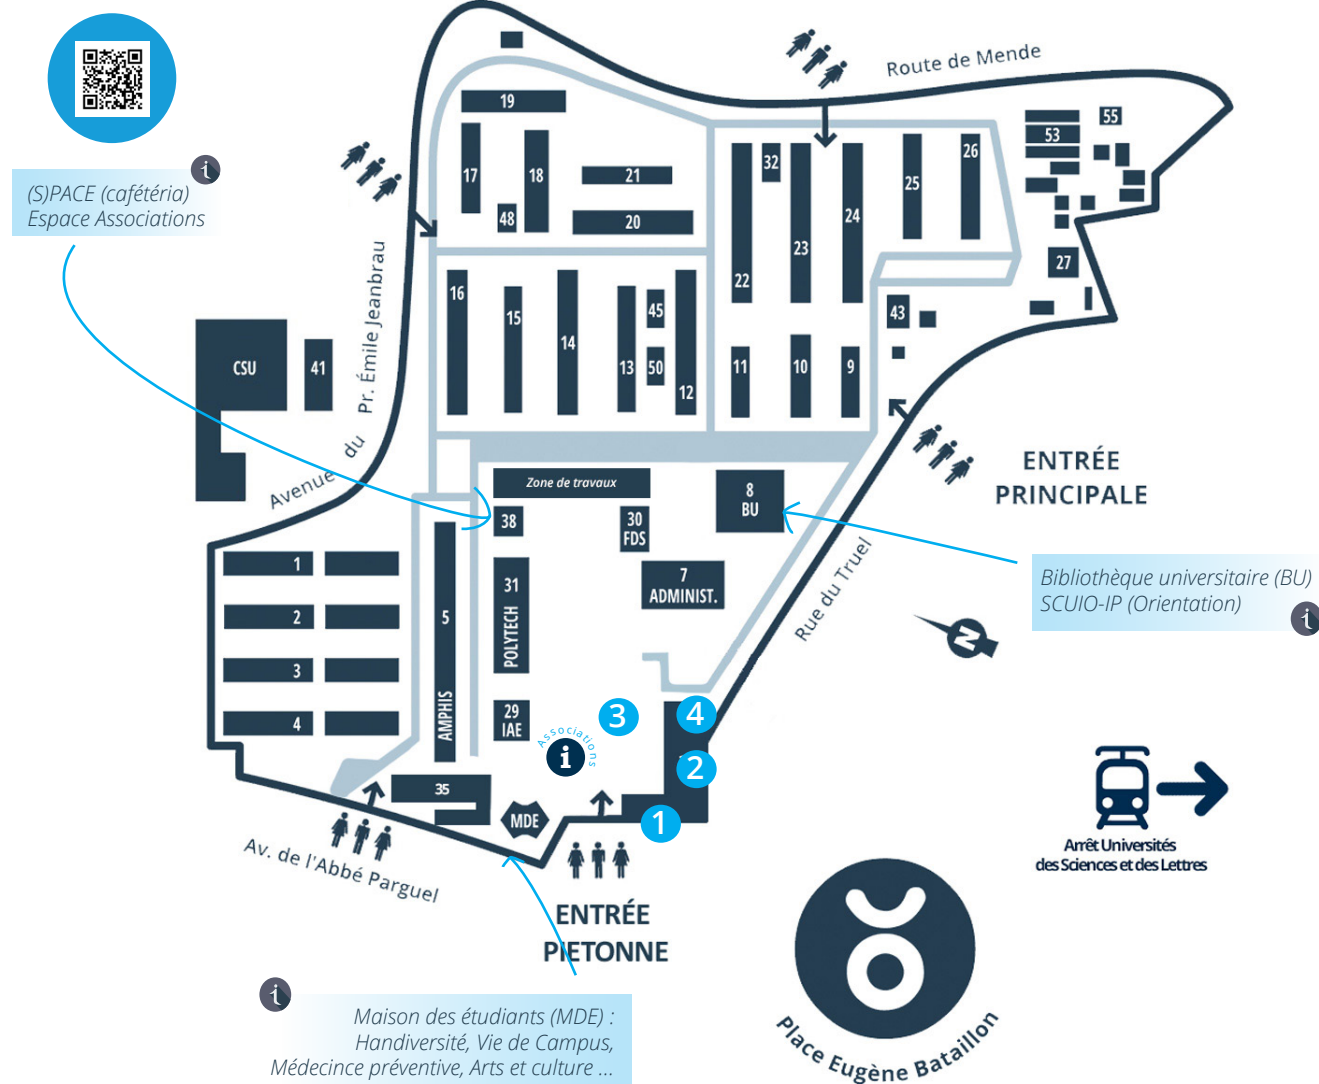 Route de Mende
19
55
53
17
18
32
26
21
25
(S)PACE (cafétéria)
Espace Associations
48
20
24
23
27
22
16
45
15
43
Avenue du Pr. Émile Jeanbrau
14
CSU
41
13
50
11
10
9
12
ENTRÉE
PRINCIPALE
Zone de travaux
8
BU
38
30
FDS
1
31
POLYTECH
7
ADMINIST.
Bibliothèque universitaire (BU)
SCUIO-IP (Orientation)
Rue du Truel
2
5
N
3
AMPHIS
4
29
IAE
3
4
Associations
i
2
35
MDE
1
Av. de l'Abbé Parguel
Arrêt Universités
des Sciences et des Lettres
ENTRÉE
PIETONNE
Maison des étudiants (MDE) :
Handiversité, Vie de Campus,
Médecince préventive, Arts et culture ...
Place Eugène Bataillon